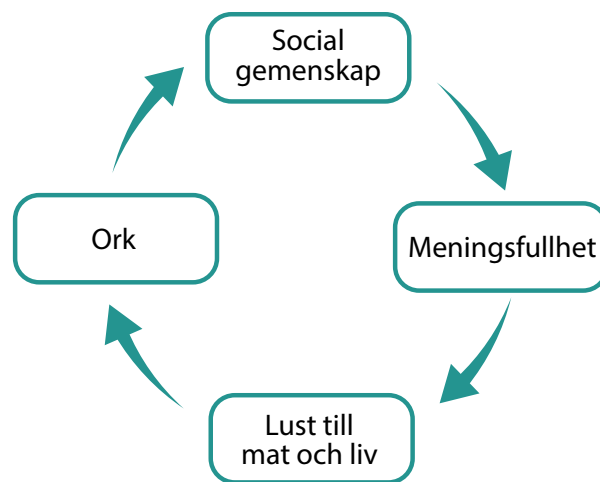 Social
gemenskap
Ork
Meningsfullhet
Lust till
mat och liv